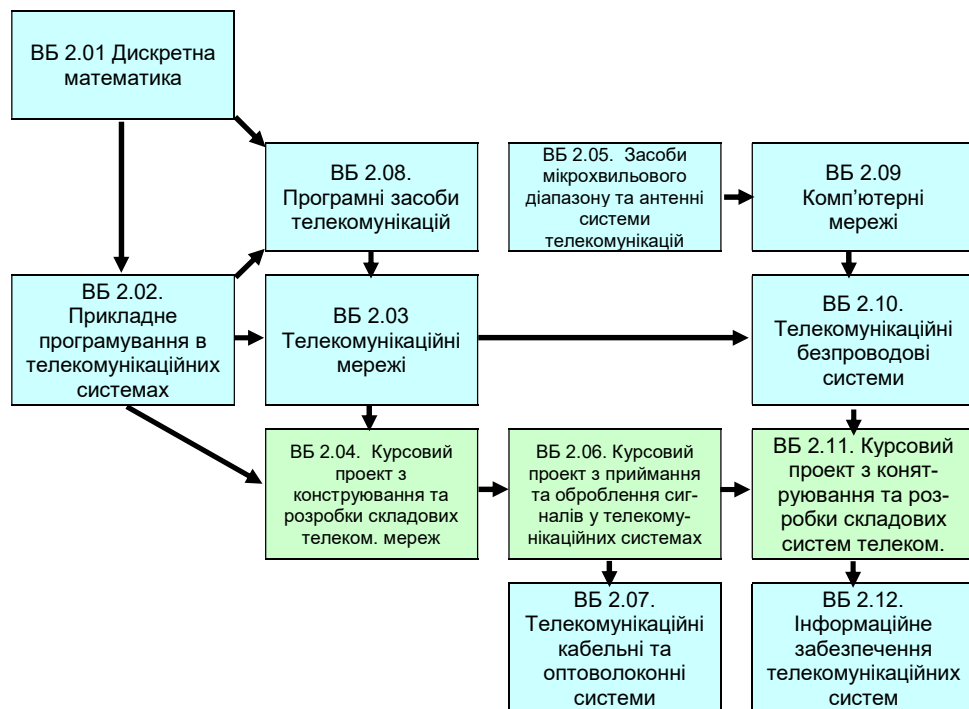 ВБ 2.01 Дискретна
математика
ВБ 2.08.
Програмні засоби
телекомунікацій
ВБ 2.05.  Засоби
мікрохвильового
діапазону та антенні
системи
телекомунікацій
ВБ 2.09
Комп’ютерні
мережі
ВБ 2.02.
Прикладне
програмування в
телекомунікаційних
системах
ВБ 2.03
Телекомунікаційні
мережі
ВБ 2.10.
Телекомунікаційні
безпроводові
системи
ВБ 2.04.  Курсовий
проект з
конструювання та
розробки складових
телеком. мереж
ВБ 2.06. Курсовий
проект з приймання
та оброблення сиг-
налів у телекому-
нікаційних системах
ВБ 2.11. Курсовий
проект з конят-
руювання та роз-
робки складових
систем телеком.
ВБ 2.07.
Телекомунікаційні
кабельні та
оптоволоконні
системи
ВБ 2.12.
Інформаційне
забезпечення
телекомунікаційних
систем